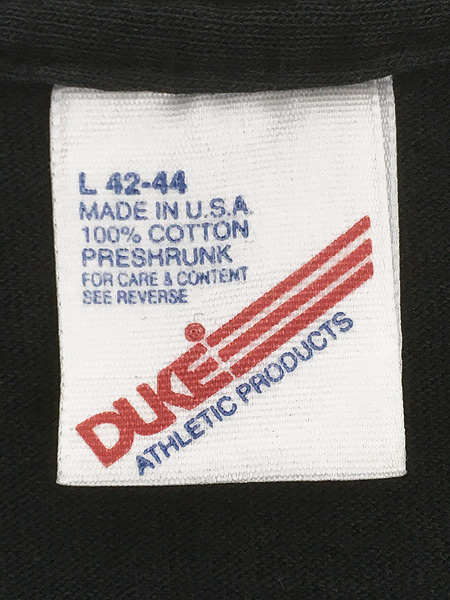 L 42-44
MADE IN U.S.A.
100% COTTON
PRESHRUNK
FOR CARE & CONTENT
SEE REVERSE
DUKE
ATHLETIC PRODUCTS